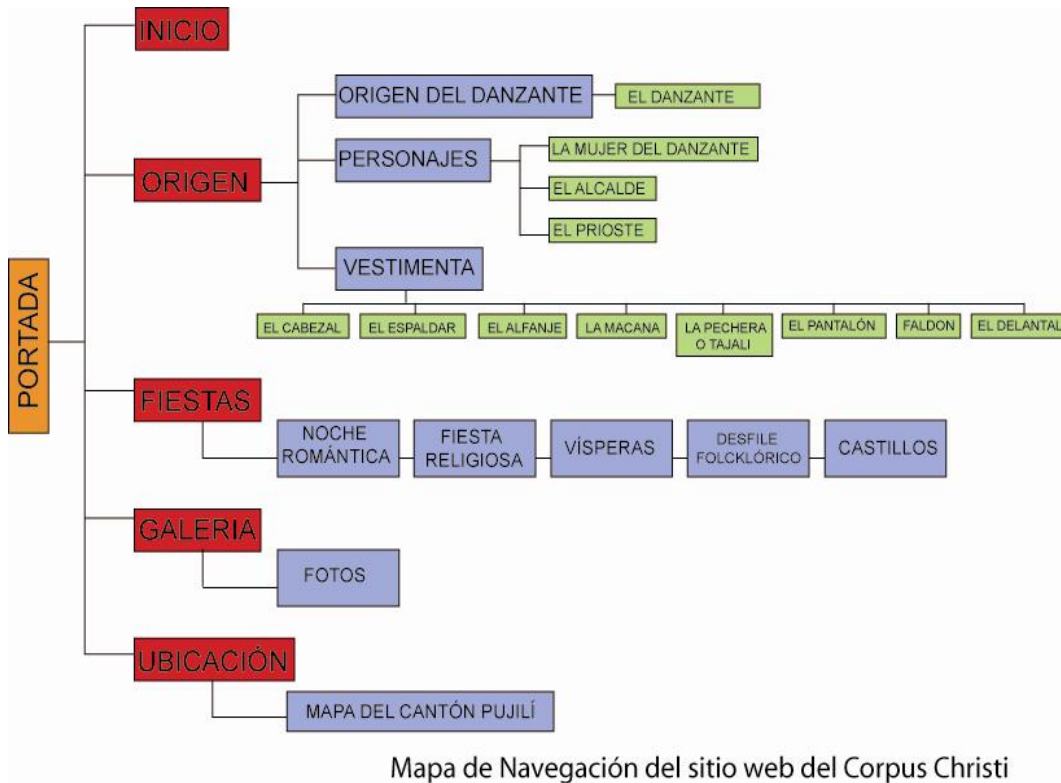 INICIO
ORIGEN DEL DANZANTE
EL DANZANTE
PERSONAJES
LA MUJER DEL DANZANTE
EL ALCALDE
EL PRIOSTE
ORIGEN
VESTIMENTA
EL CABEZAL
EL ESPALDAR
EL ALFANJE
LA MACANA
LA PECHERA
O TAJALI
EL PANTALÓN
FALDON
EL DELANTAL
PORTADA
FIESTAS
NOCHE
ROMÁNTICA
FIESTA
RELIGIOSA
VÍSPERAS
DESFILE
FOLCKLÓRICO
CASTILLOS
GALERIA
FOTOS
UBICACIÓN
MAPA DEL CANTÓN PUJILÍ
Mapa de Navegación del sitio web del Corpus Christi